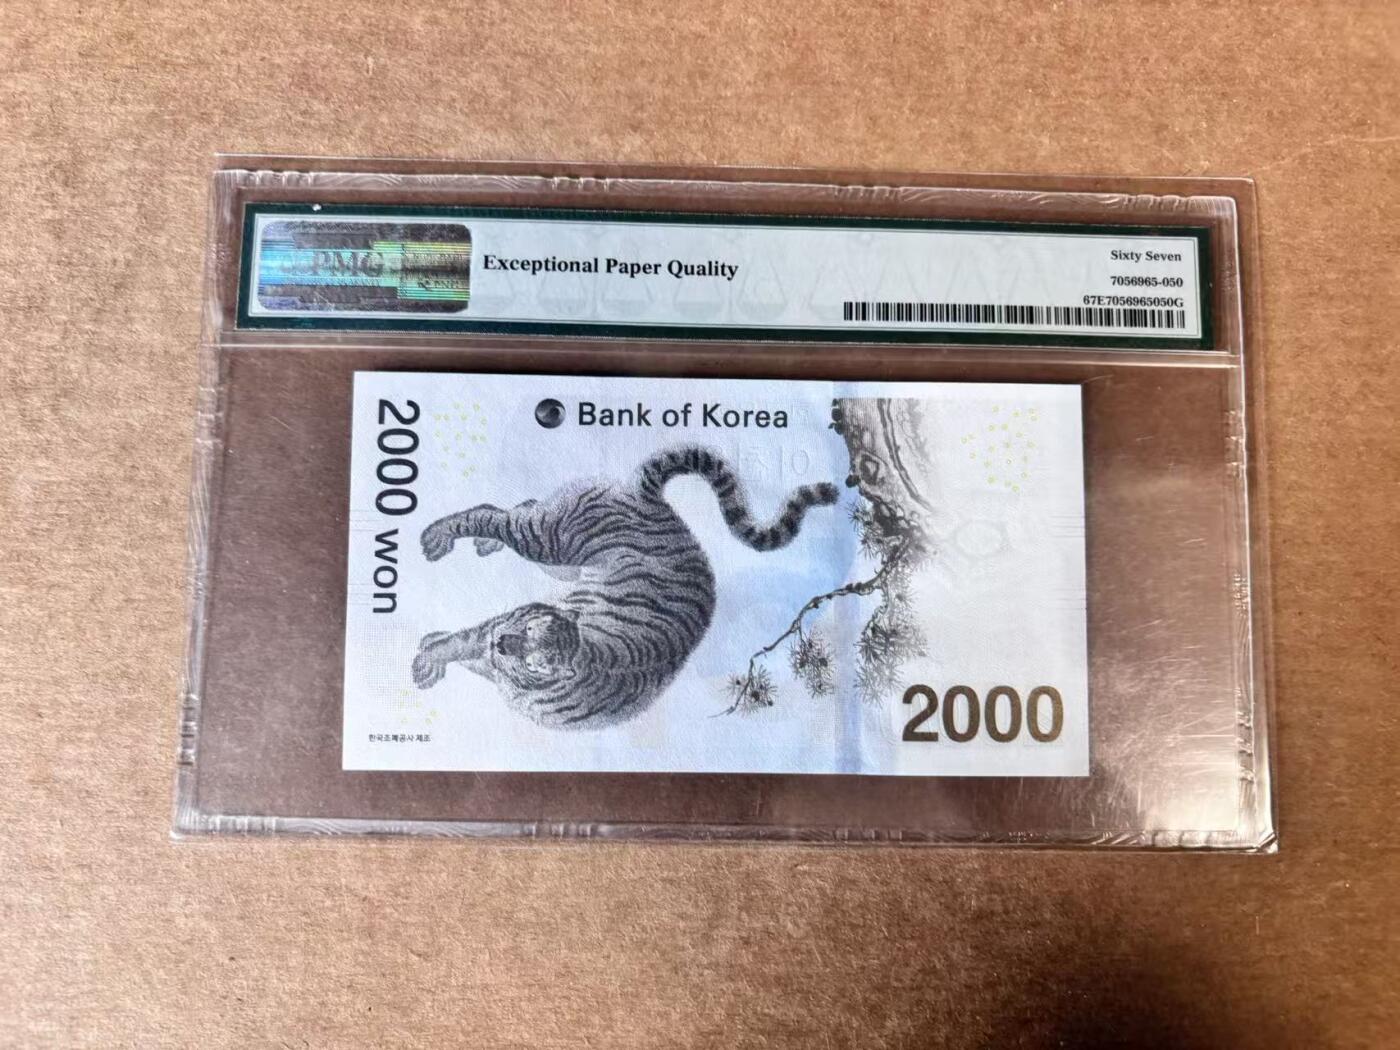 PMG
Exceptional Paper Quality
Sixty Seven
7056965-050
67E7056965050G
Bank of Korea
2000 won
2000
한국조폐공사 제조